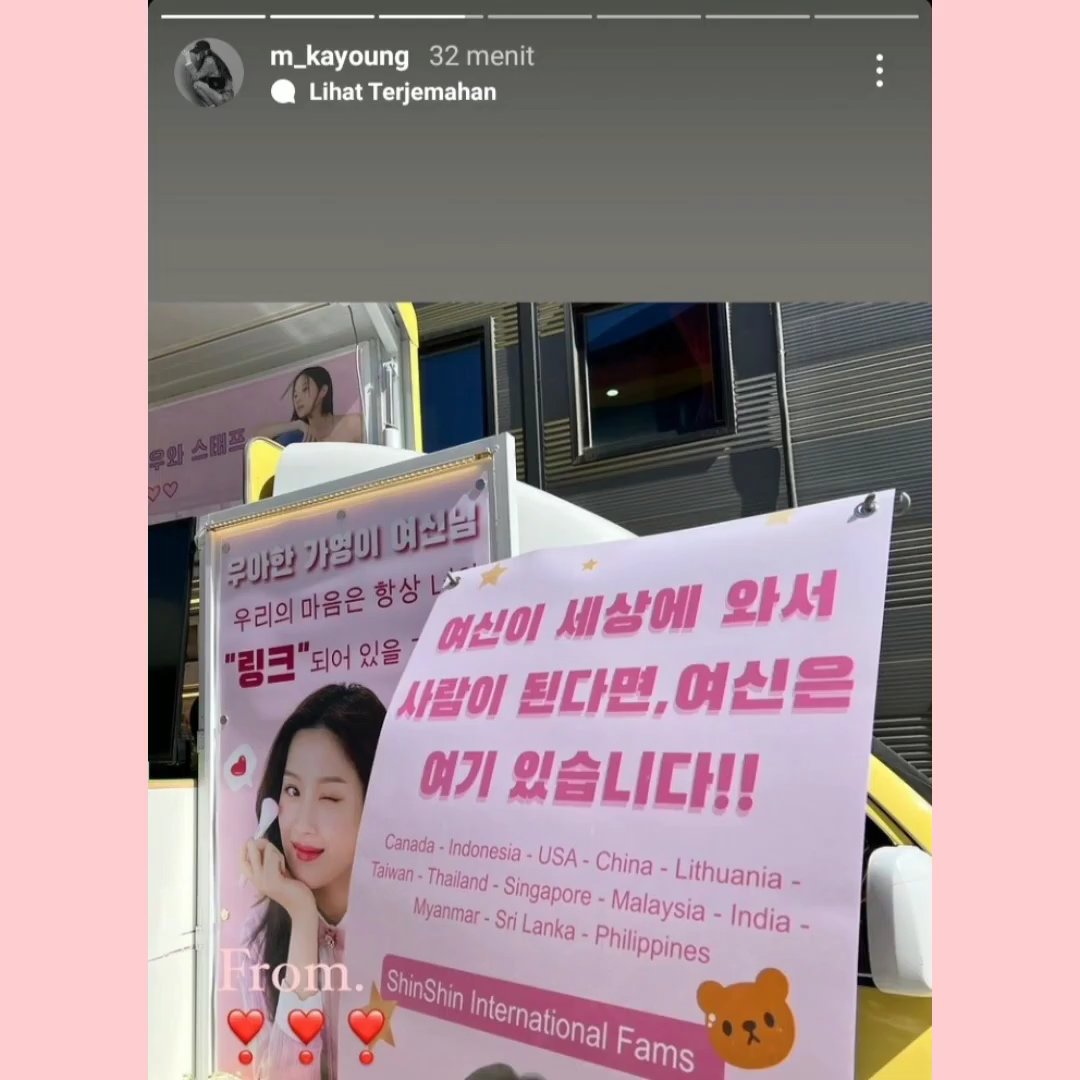 m_kayoung 32 menit
Lihat Terjemahan
우와 스태프
우아한 가영이 여신님
우리의 마음은 항상
"링크"되어 있을
여신이 세상에 와서
사람이 된다면,여신은
여기 있습니다!!
Canada - Indonesia - USA - China - Lithuania -
Taiwan - Thailand - Singapore - Malaysia - India -
Myanmar - Sri Lanka - Philippines
ShinShin International Fams
From.